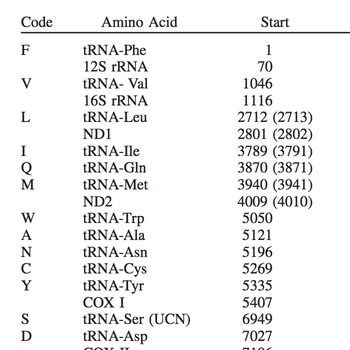 Code Amino Acid Start
F tRNA-Phe 1
12S rRNA 70
V tRNA- Val 1046
16S rRNA 1116
L tRNA-Leu 2712 (2713)
ND1 2801 (2802)
I tRNA-Ile 3789 (3791)
Q tRNA-Gln 3870 (3871)
M tRNA-Met 3940 (3941)
ND2 4009 (4010)
W tRNA-Trp 5050
A tRNA-Ala 5121
N tRNA-Asn 5196
C tRNA-Cys 5269
Y tRNA-Tyr 5335
COX I 5407
S tRNA-Ser (UCN) 6949
D tRNA-Asp 7027